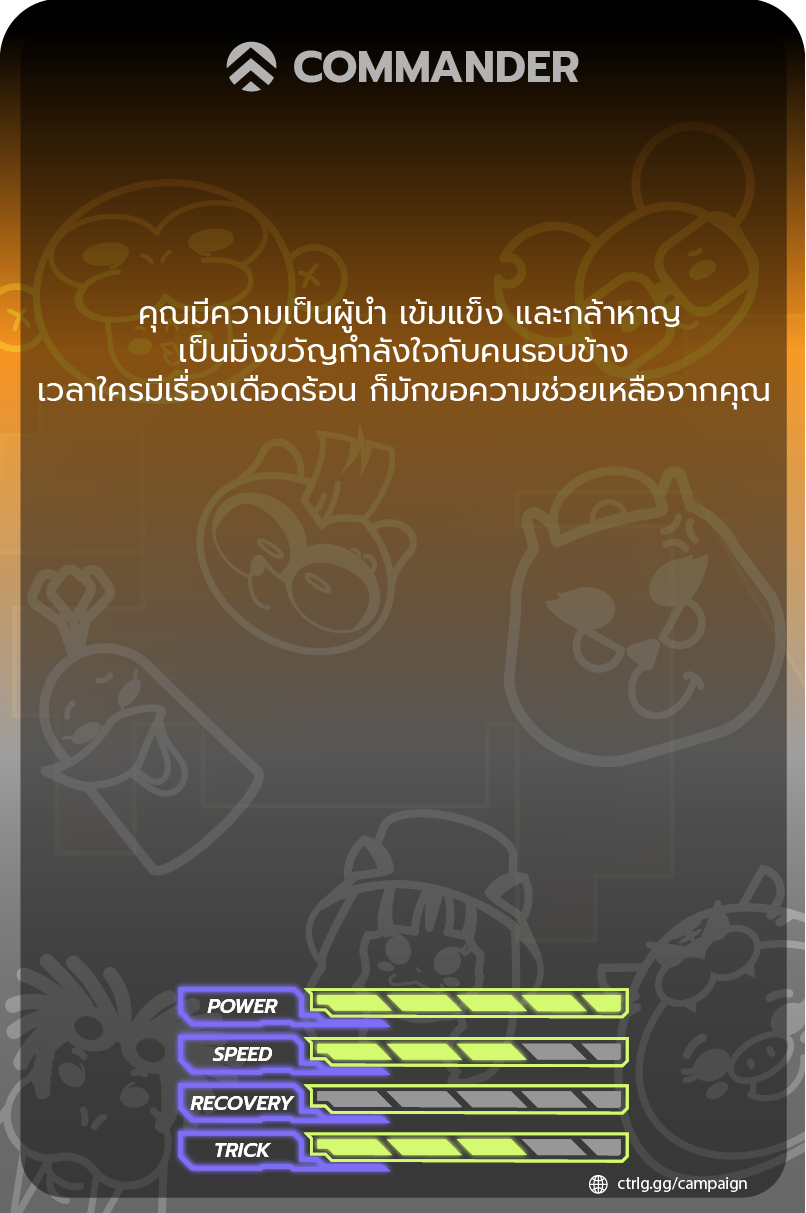 COMMANDER
คุณมีความเป็นผู้นำ เข้มแข็ง และกล้าหาญ
เป็นมิ่งขวัญกำลังใจกับคนรอบข้าง
เวลาใครมีเรื่องเดือดร้อน ก็มักขอความช่วยเหลือจากคุณ
POWER
SPEED
RECOVERY
TRICK
ctrlg.gg/campaign